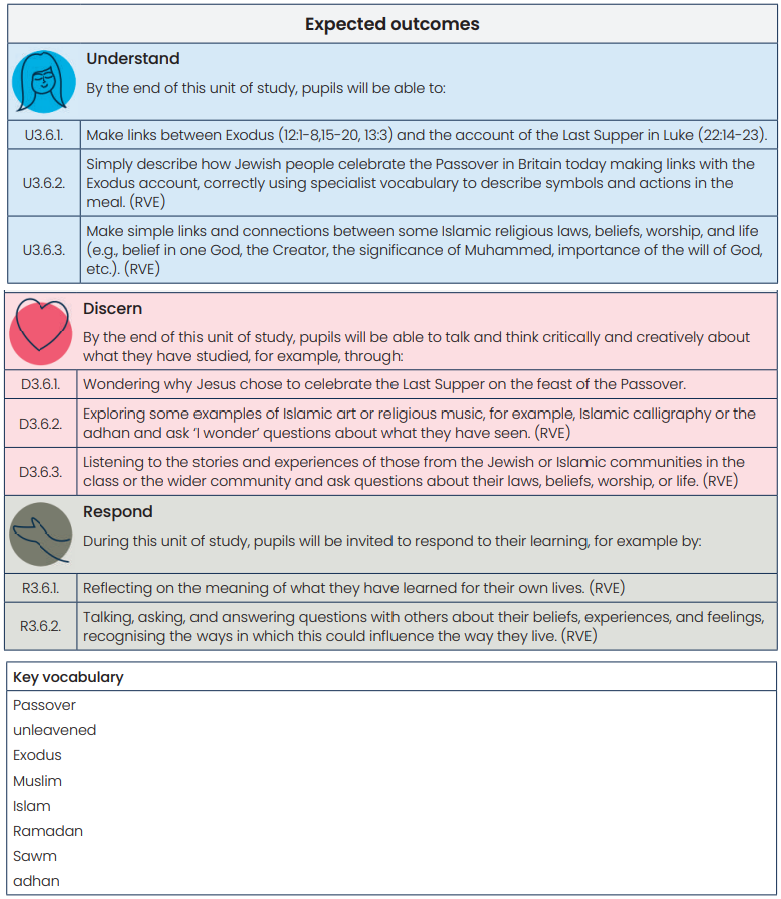 Expected outcomes
Understand
By the end of this unit of study, pupils will be able to:
U3.6.1. Make links between Exodus (12:1-8,15-20, 13:3) and the account of the Last Supper in Luke (22:14-23).
Simply describe how Jewish people celebrate the Passover in Britain today making links with the
U3.6.2. Exodus account, correctly using specialist vocabulary to describe symbols and actions in the
meal. (RVE)
Make simple links and connections between some Islamic religious laws, beliefs, worship, and life
U3.6.3. (e.g., belief in one God, the Creator, the significance of Muhammed, importance of the will of God,
etc.). (RVE)
Discern
By the end of this unit of study, pupils will be able to talk and think critically and creatively about
what they have studied, for example, through:
D3.6.1. Wondering why Jesus chose to celebrate the Last Supper on the feast of the Passover.
D3.6.2. Exploring some examples of Islamic art or religious music, for example, Islamic calligraphy or the
adhan and ask ‘I wonder’ questions about what they have seen. (RVE)
D3.6.3. Listening to the stories and experiences of those from the Jewish or Islamic communities in the
class or the wider community and ask questions about their laws, beliefs, worship, or life. (RVE)
Respond
During this unit of study, pupils will be invited to respond to their learning, for example by:
R3.6.1. Reflecting on the meaning of what they have learned for their own lives. (RVE)
R3.6.2. Talking, asking, and answering questions with others about their beliefs, experiences, and feelings,
recognising the ways in which this could influence the way they live. (RVE)
Key vocabulary
Passover
unleavened
Exodus
Muslim
Islam
Ramadan
Sawm
adhan